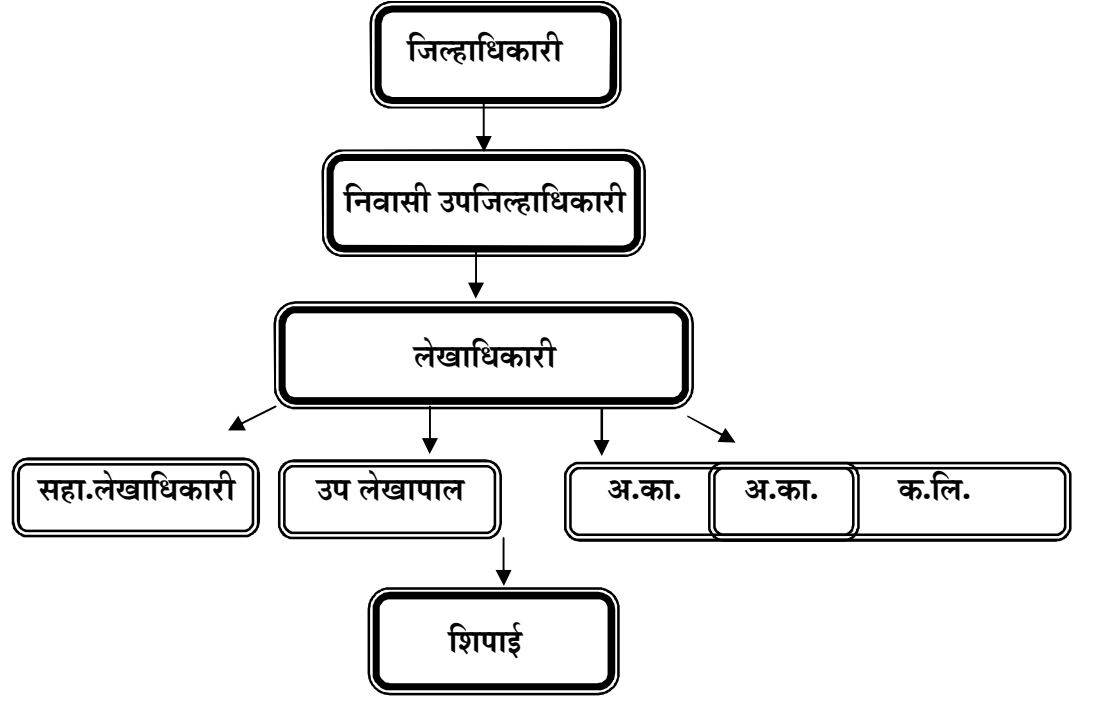 जिल्हाधिकारी
निवासी उपजिल्हाधिकारी
लेखाधिकारी
सहा.लेखाधिकारी
उप लेखापाल
अ.का.
अ.का.
क.लि.
शिपाई